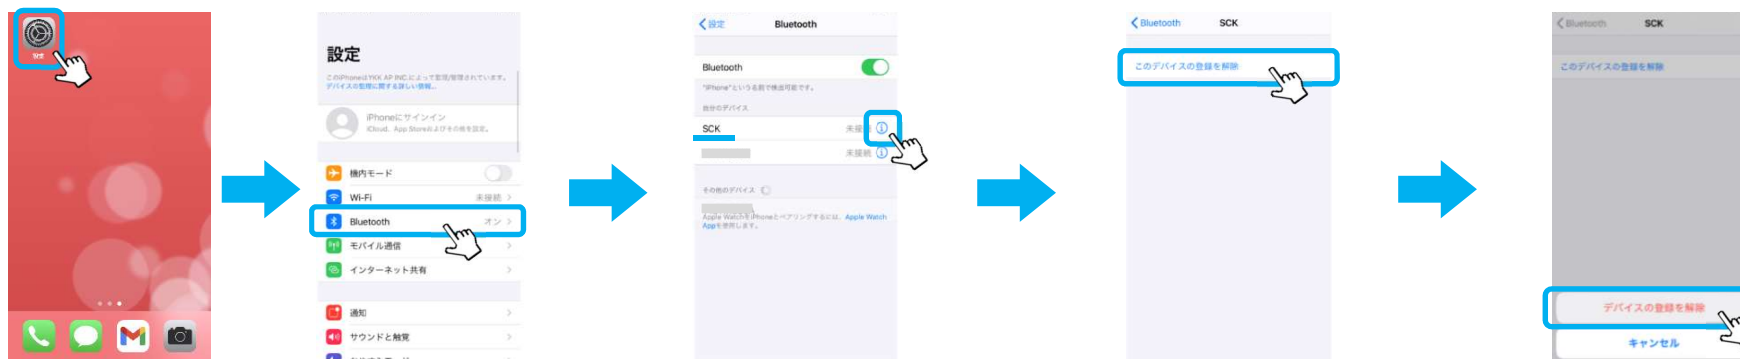 設定
設定
このiPhoneはYKK AP INC.によって監視/管理されています。
デバイスの監視に関する詳しい情報...
iPhoneにサインイン
iCloud、App Storeおよびその他を設定。
機内モード
Wi-Fi 未接続
Bluetooth オン
モバイル通信
インターネット共有
通知
サウンドと触覚
設定 Bluetooth
Bluetooth
"iPhone"という名前で検出可能です。
自分のデバイス
SCK 未接続
未接続
その他のデバイス
Apple WatchをiPhoneとペアリングするには、Apple Watch
Appを使用します。
Bluetooth SCK
このデバイスの登録を解除
Bluetooth SCK
このデバイスの登録を解除
デバイスの登録を解除
キャンセル